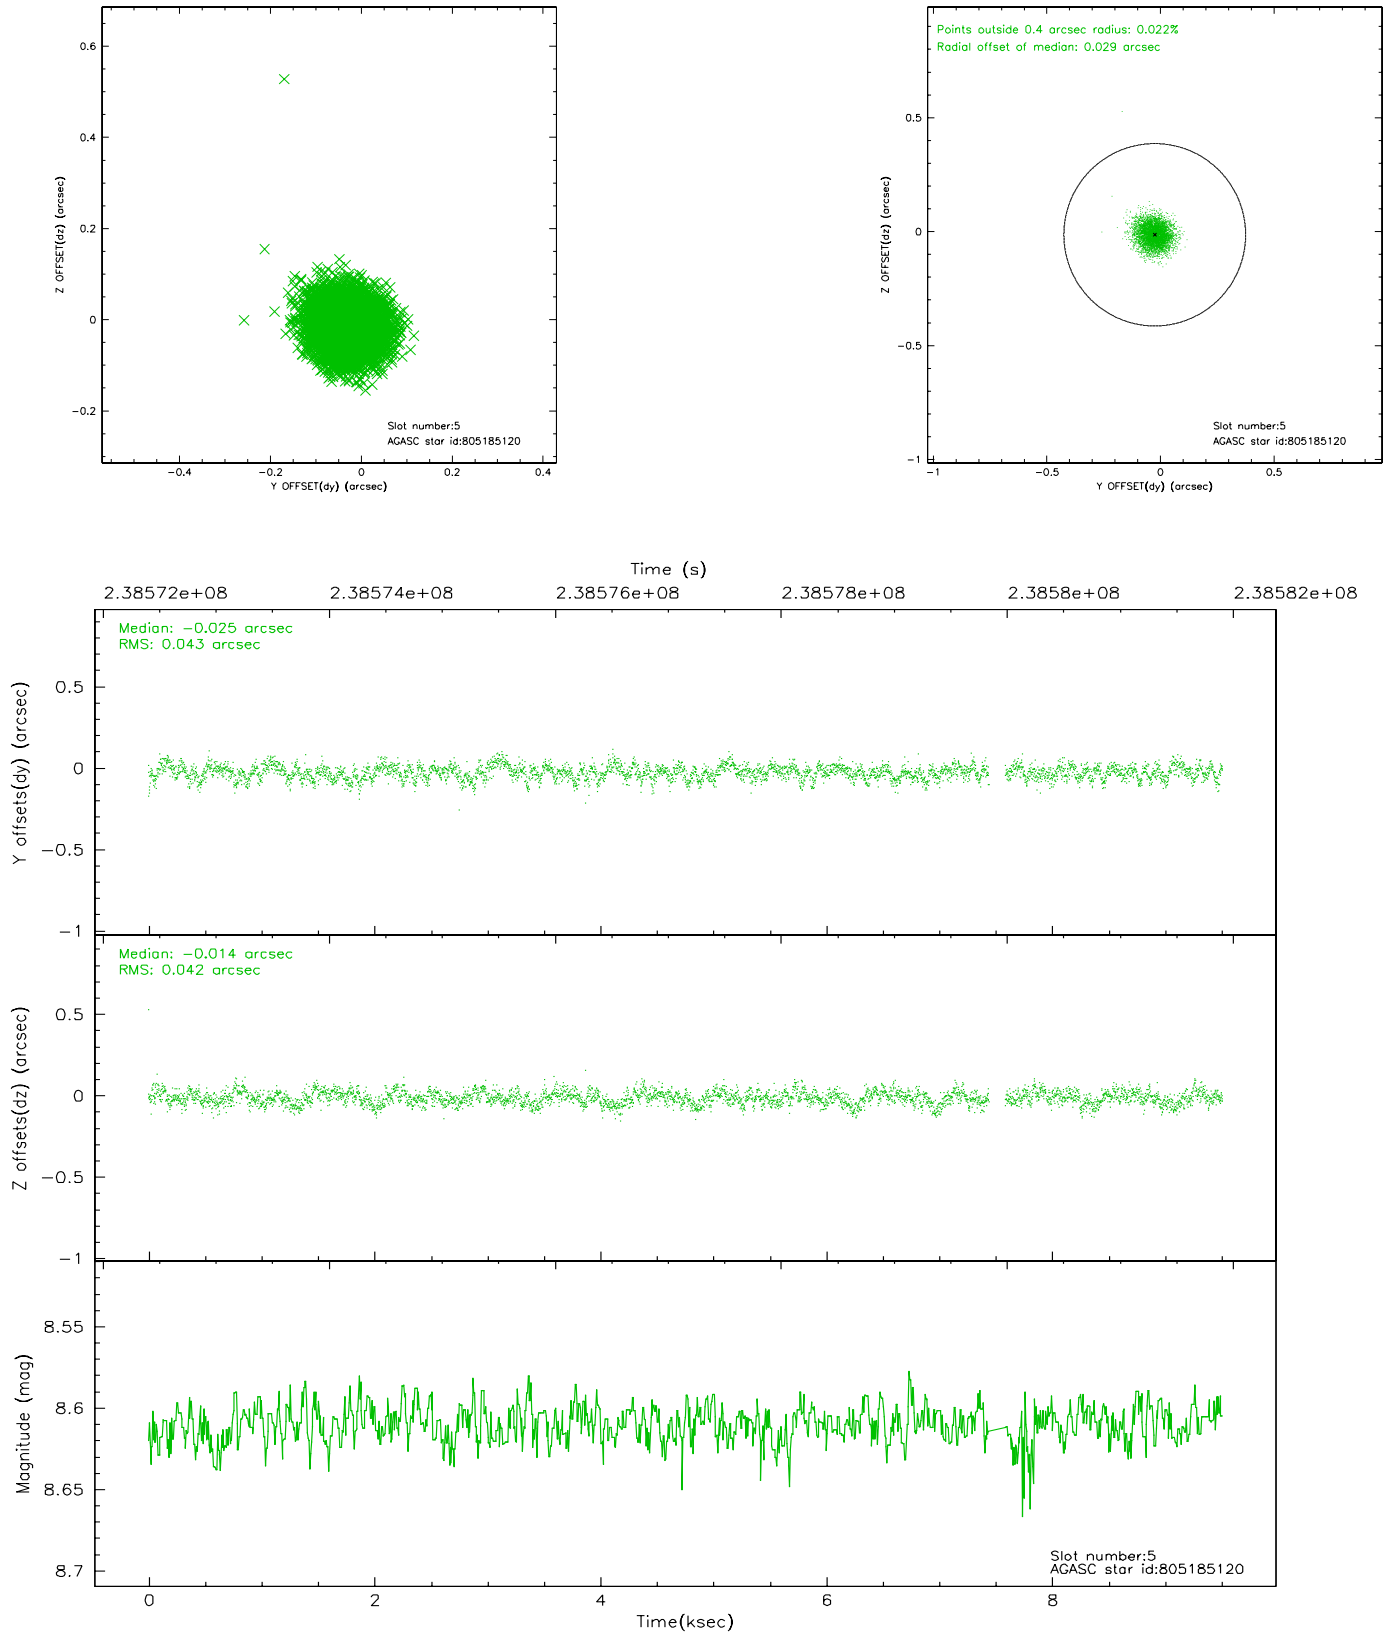 0.6
0.4
0.2
0
−0.2
Z OFFSET(dz) (arcsec)
Slot number:5
AGASC star id:805185120
−0.4 −0.2 0 0.2 0.4
Y OFFSET(dy) (arcsec)
Points outside 0.4 arcsec radius: 0.022%
Radial offset of median: 0.029 arcsec
0.5
0
−0.5
−1
Z OFFSET(dz) (arcsec)
Slot number:5
AGASC star id:805185120
−1 −0.5 0 0.5
Y OFFSET(dy) (arcsec)
Time (s)
2.38572e+08 2.38574e+08 2.38576e+08 2.38578e+08 2.3858e+08 2.38582e+08
Median: −0.025 arcsec
RMS: 0.043 arcsec
0.5
0
−0.5
−1
Y offsets(dy) (arcsec)
Median: −0.014 arcsec
RMS: 0.042 arcsec
0.5
0
−0.5
−1
Z offsets(dz) (arcsec)
8.55
8.6
8.65
8.7
Magnitude (mag)
Slot number:5
AGASC star id:805185120
0 2 4 6 8
Time(ksec)